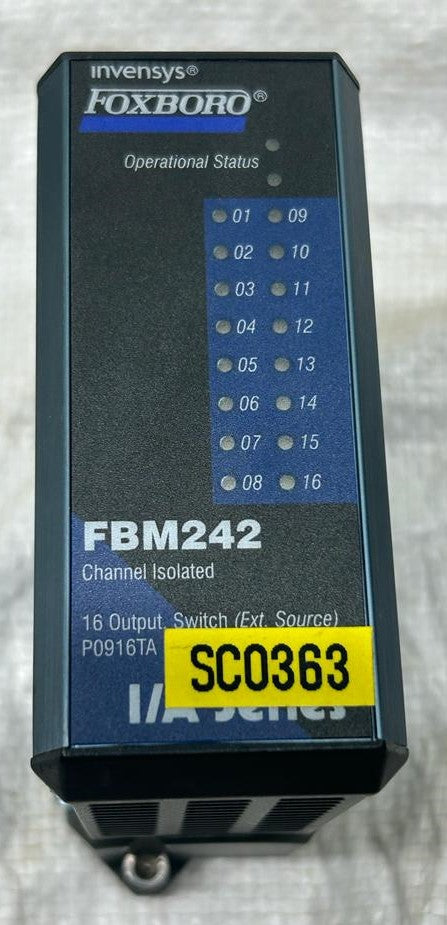 invensys®
FOXBORO®
Operational Status
01 09
02 10
03 11
04 12
05 13
06 14
07 15
08 16
FBM242
Channel Isolated
16 Output Switch (Ext. Source)
P0916TA
SC0363
I/A Series